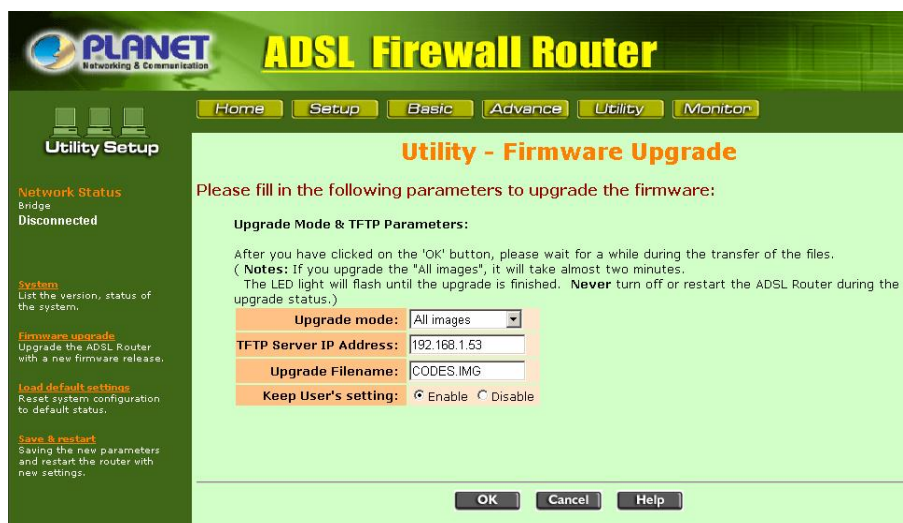 PLANET
Networking & Communication
ADSL Firewall Router
Home
Setup
Basic
Advance
Utility
Monitor
Utility Setup
Network Status
Bridge
Disconnected
System
List the version, status of
the system.
Firmware upgrade
Upgrade the ADSL Router
with a new firmware release.
Load default settings
Reset system configuration
to default status.
Save & restart
Saving the new parameters
and restart the router with
new settings.
Utility - Firmware Upgrade
Please fill in the following parameters to upgrade the firmware:
Upgrade Mode & TFTP Parameters:
After you have clicked on the 'OK' button, please wait for a while during the transfer of the files.
( Notes: If you upgrade the "All images", it will take almost two minutes.
The LED light will flash until the upgrade is finished. Never turn off or restart the ADSL Router during the
upgrade status.)
Upgrade mode: All images
TFTP Server IP Address: 192.168.1.53
Upgrade Filename: CODES.IMG
Keep User's setting: Enable Disable
OK
Cancel
Help